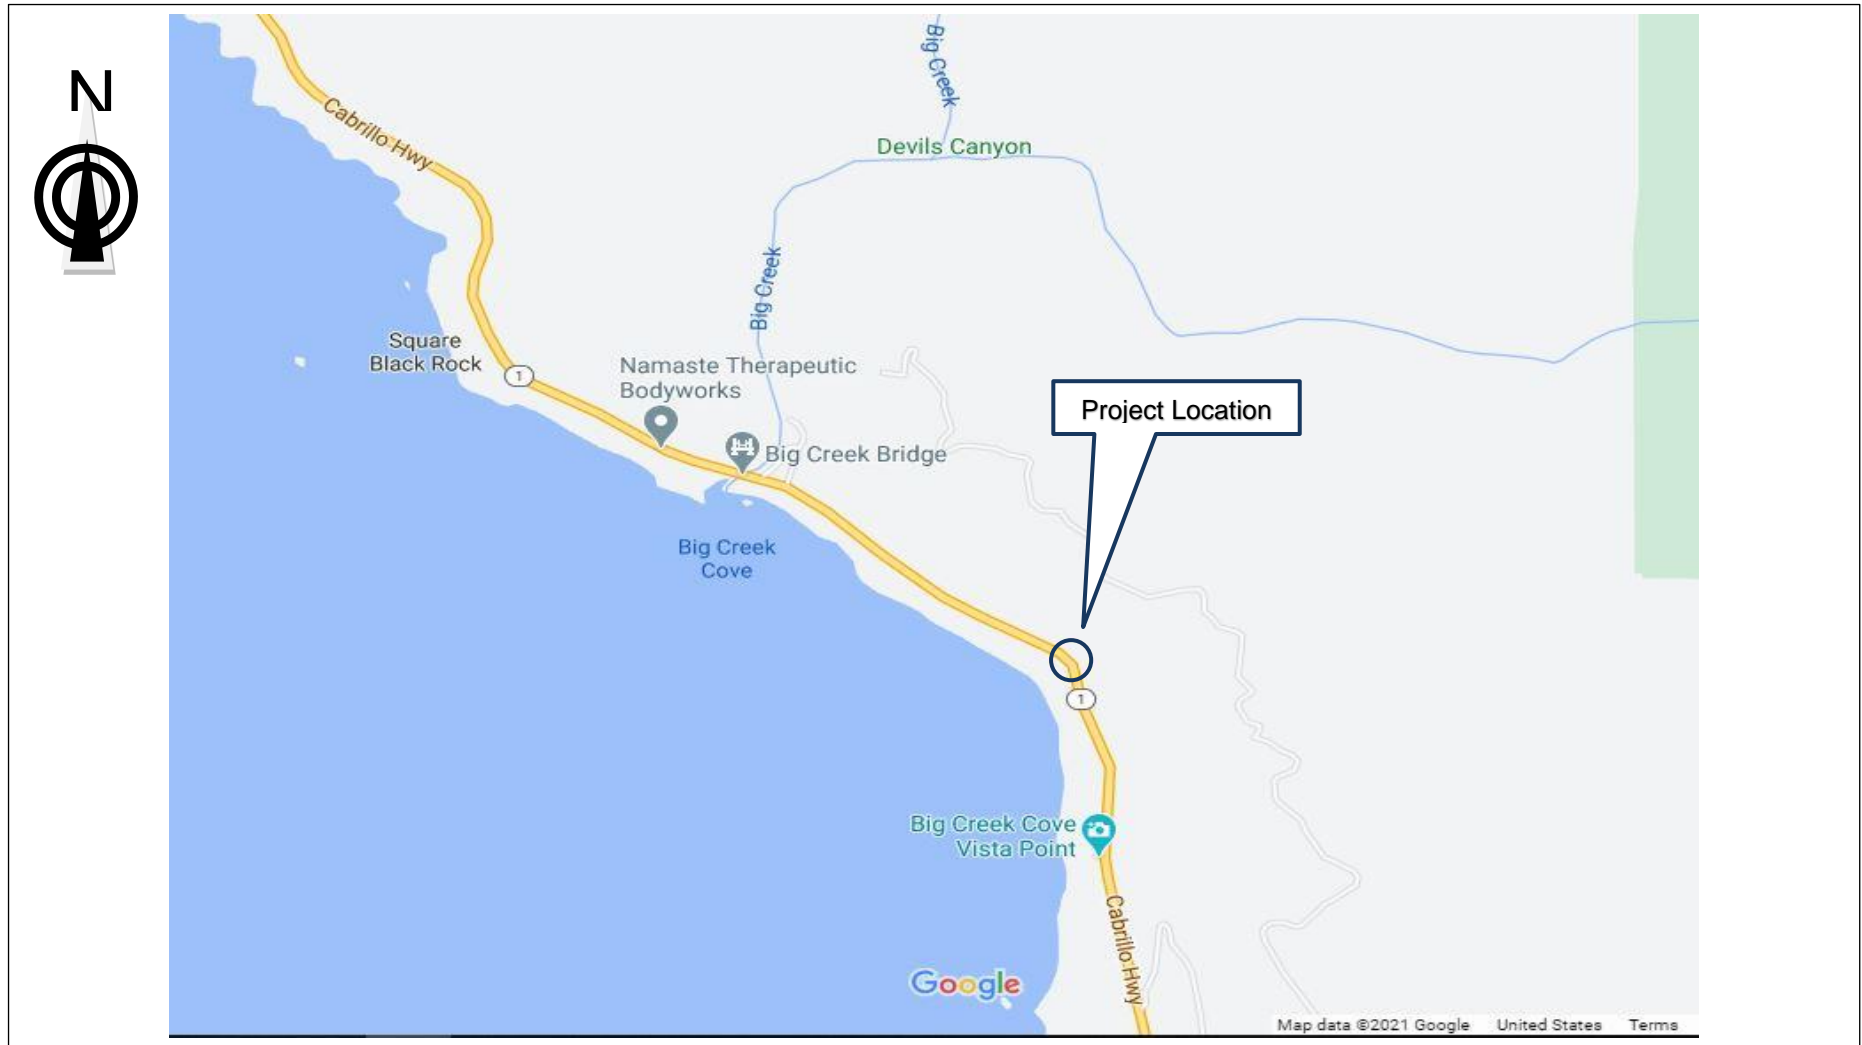 N
Big Creek
Devils Canyon
Cabrillo Hwy
Big Creek
Square
Black Rock
1
Namaste Therapeutic
Bodyworks
Project Location
Big Creek Bridge
Big Creek
Cove
1
Big Creek Cove
Vista Point
Cabrillo Hwy
Google
Map data ©2021 Google United States Terms